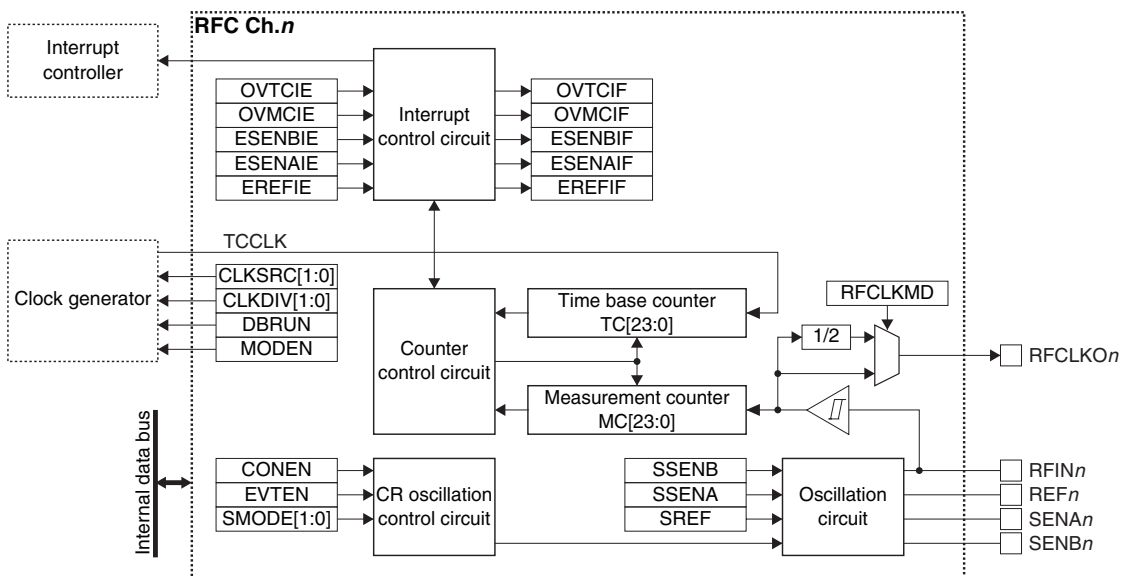 RFC Ch.n
Interrupt
controller
OVTCIE
OVMCIE
ESENBIE
ESENAIE
EREFIE
Interrupt
control circuit
OVTCIF
OVMCIF
ESENBIF
ESENAIF
EREFIF
TCCLK
Clock generator
CLKSRC[1:0]
CLKDIV[1:0]
DBRUN
MODEN
Counter
control circuit
Time base counter
TC[23:0]
Measurement counter
MC[23:0]
RFCLKMD
1/2
RFCLKOn
Internal data bus
CONEN
EVTEN
SMODE[1:0]
CR oscillation
control circuit
SSENB
SSENA
SREF
Oscillation
circuit
RFINn
REFn
SENAn
SENBn